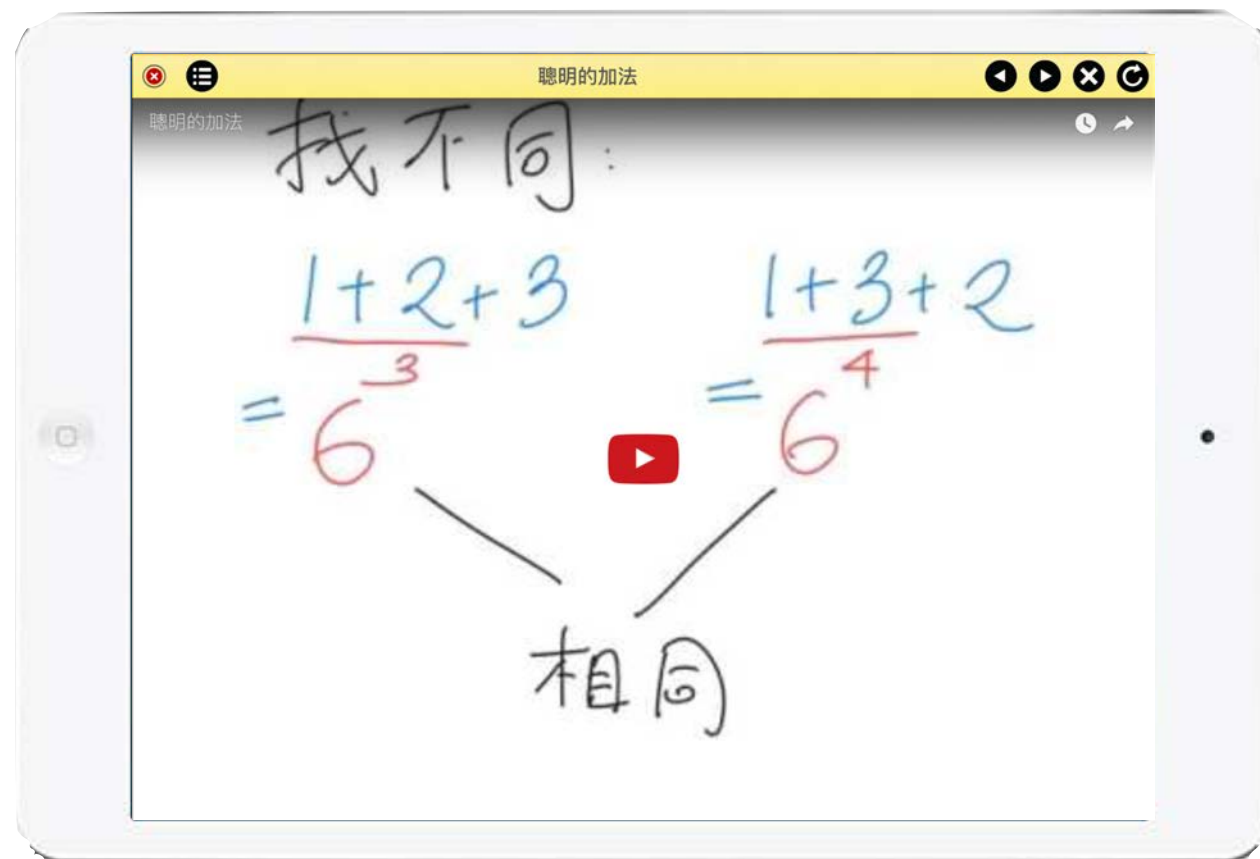 聰明的加法
聰明的加法
找不同:
1+2+3
1+3+2
3
4
= 6
= 6
相同